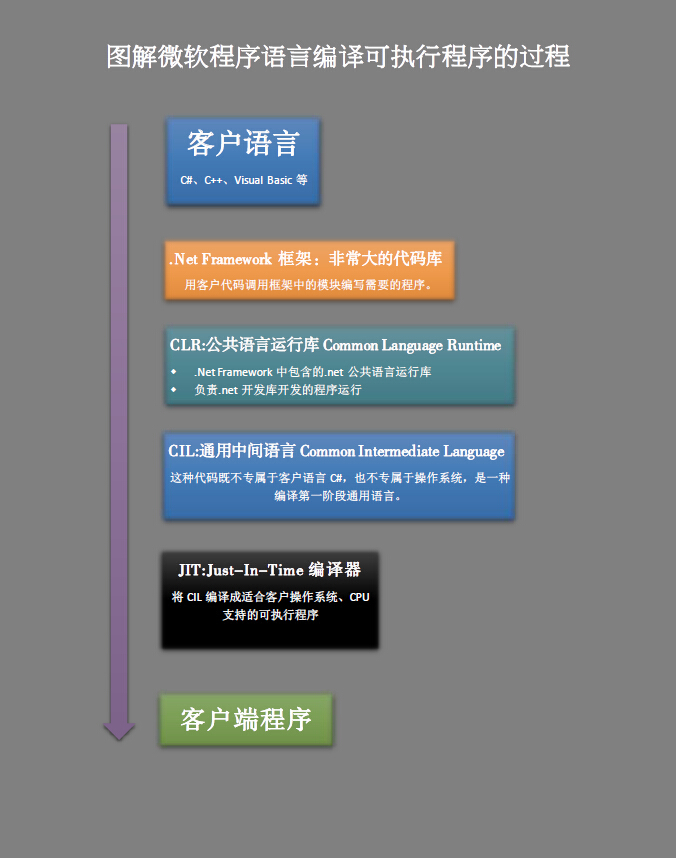 图解微软程序语言编译可执行程序的过程
客户语言
C#、C++、Visual Basic 等
.Net Framework 框架：非常大的代码库
用客户代码调用框架中的模块编写需要的程序。
CLR:公共语言运行库 Common Language Runtime
◆ .Net Framework 中包含的.net 公共语言运行库
◆ 负责.net 开发库开发的程序运行
CIL:通用中间语言 Common Intermediate Language
这种代码既不专属于客户语言 C#，也不专属于操作系统，是一种
编译第一阶段通用语言。
JIT:Just-In-Time 编译器
将 CIL 编译成适合客户操作系统、CPU
支持的可执行程序
客户端程序